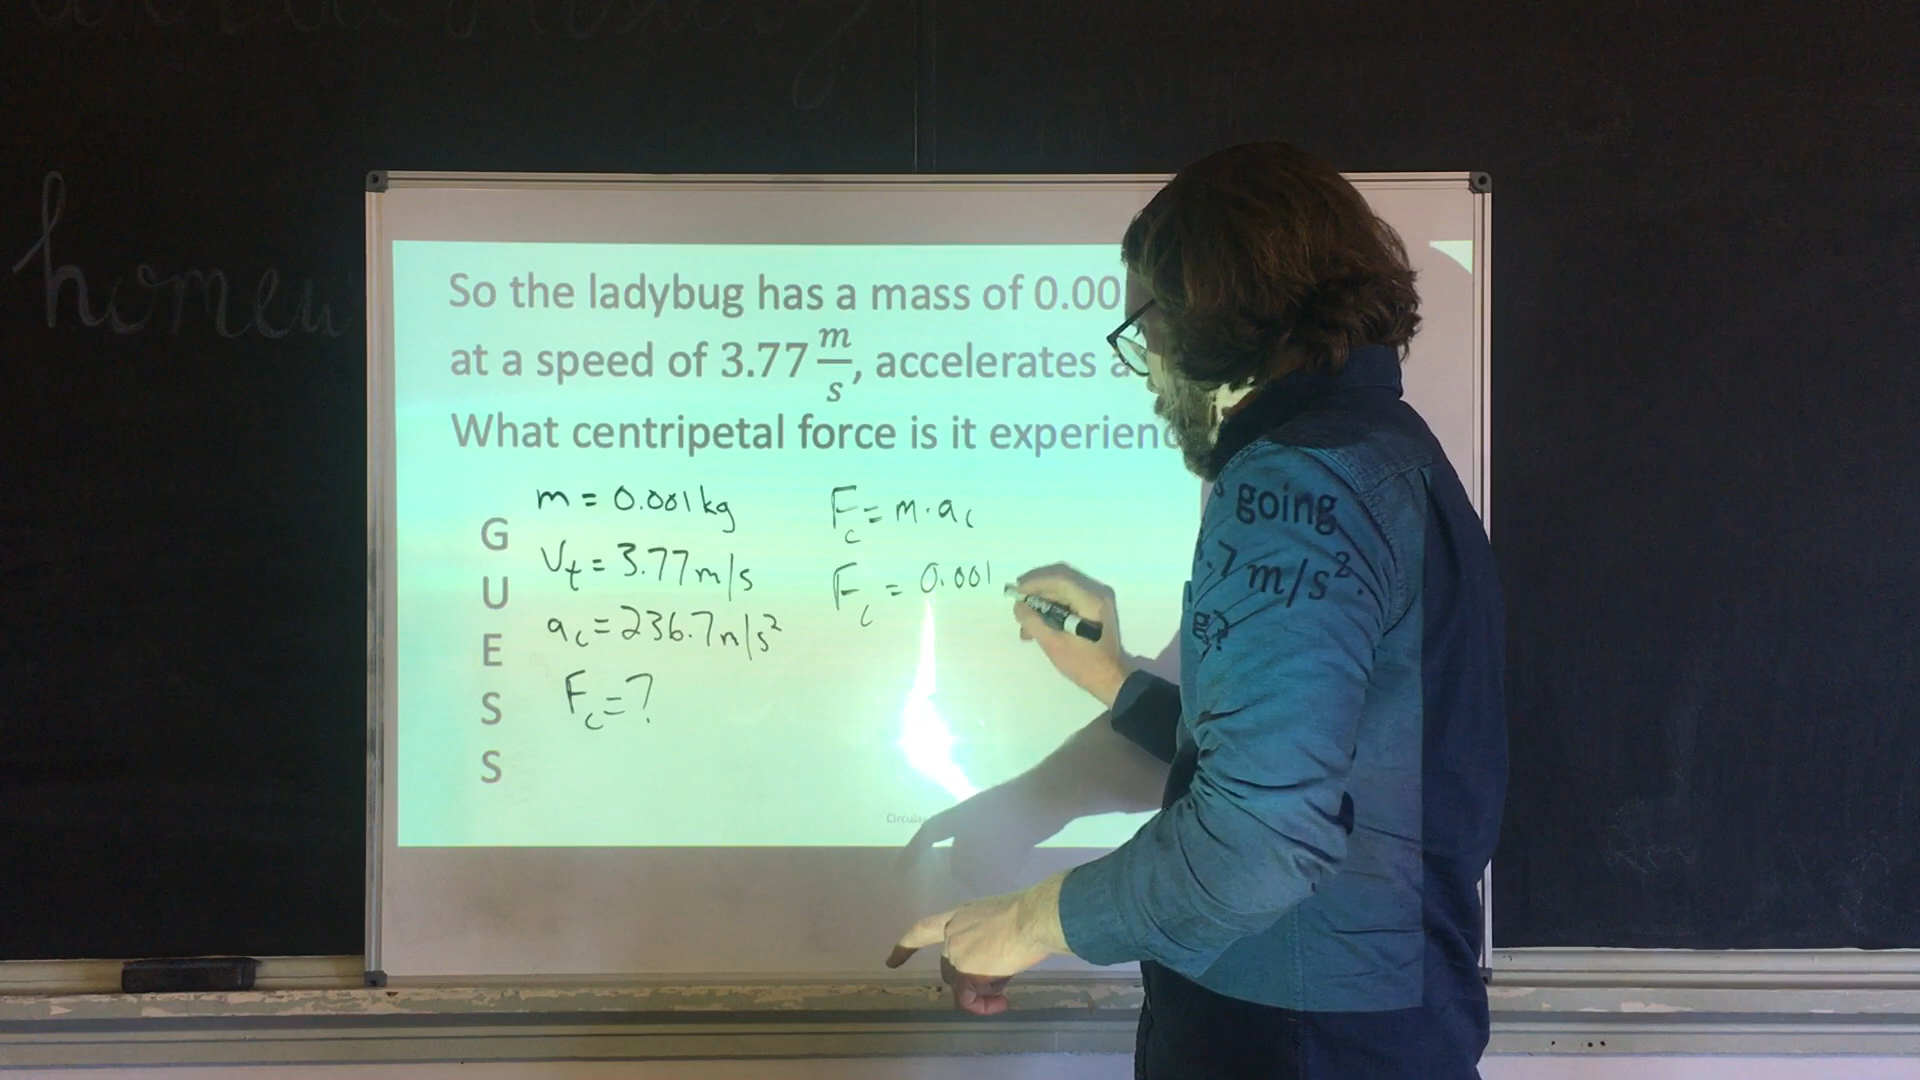 homew
So the ladybug has a mass of 0.00
at a speed of 3.77 m/s, accelerates a
What centripetal force is it experienc
going
.7 m/s².
G
U
E
S
S
m = 0.001 kg
Vt = 3.77 m/s
ac = 236.7 m/s²
Fc = ?
Fc = m · ac
Fc = 0.001
Circula